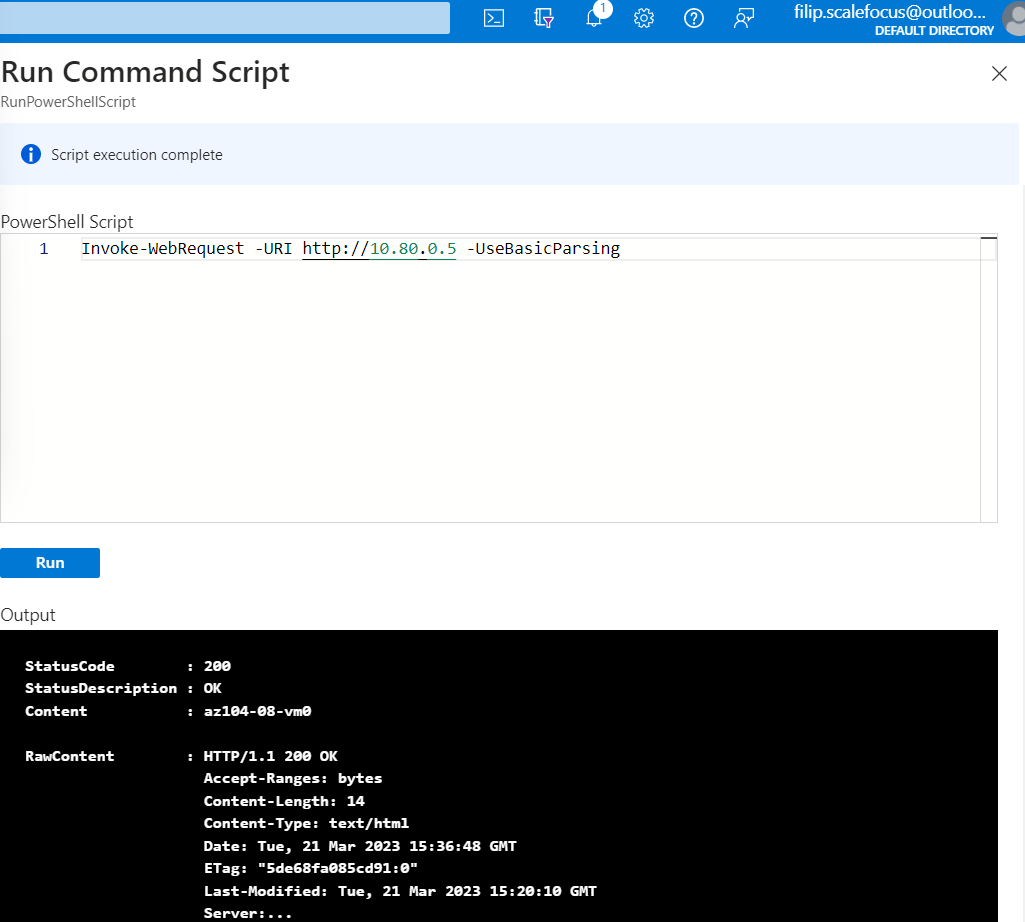 1
filip.scalefocus@outloo...
DEFAULT DIRECTORY
Run Command Script
RunPowerShellScript
Script execution complete
PowerShell Script
1 Invoke-WebRequest -URI http://10.80.0.5 -UseBasicParsing
Run
Output
StatusCode : 200
StatusDescription : OK
Content : az104-08-vm0
RawContent : HTTP/1.1 200 OK
Accept-Ranges: bytes
Content-Length: 14
Content-Type: text/html
Date: Tue, 21 Mar 2023 15:36:48 GMT
ETag: "5de68fa085cd91:0"
Last-Modified: Tue, 21 Mar 2023 15:20:10 GMT
Server:...